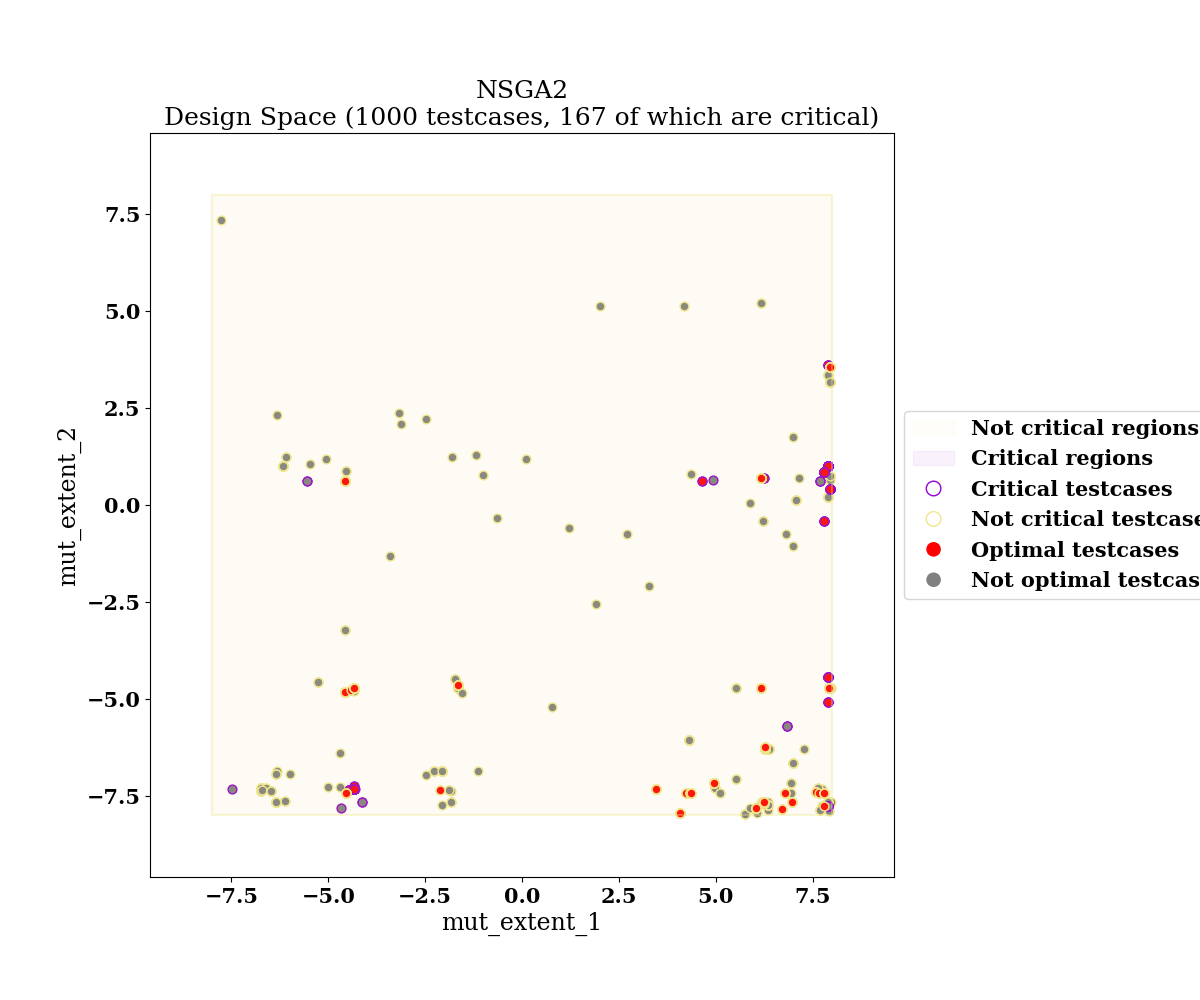 NSGA2
Design Space (1000 testcases, 167 of which are critical)
7.5
5.0
2.5
0.0
−2.5
−5.0
−7.5
mut_extent_2
−7.5 −5.0 −2.5 0.0 2.5 5.0 7.5
mut_extent_1
Not critical regions
Critical regions
Critical testcases
Not critical testcase
Optimal testcases
Not optimal testcas